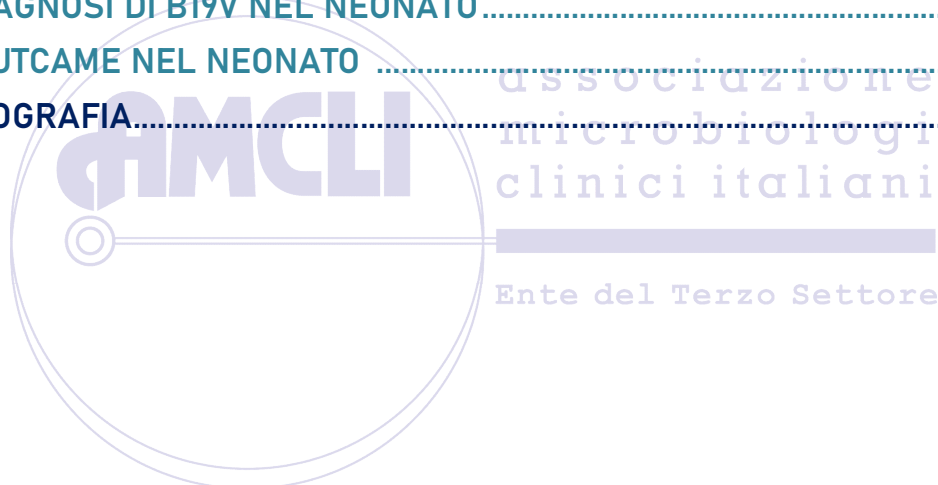 AGNOSI DI B19V NEL NEONATO........................................................
UTCAME NEL NEONATO .....................................................................
OGRAFIA....................................................................................................
AMCLI
associazione
microbiologi
clinici italiani
Ente del Terzo Settore